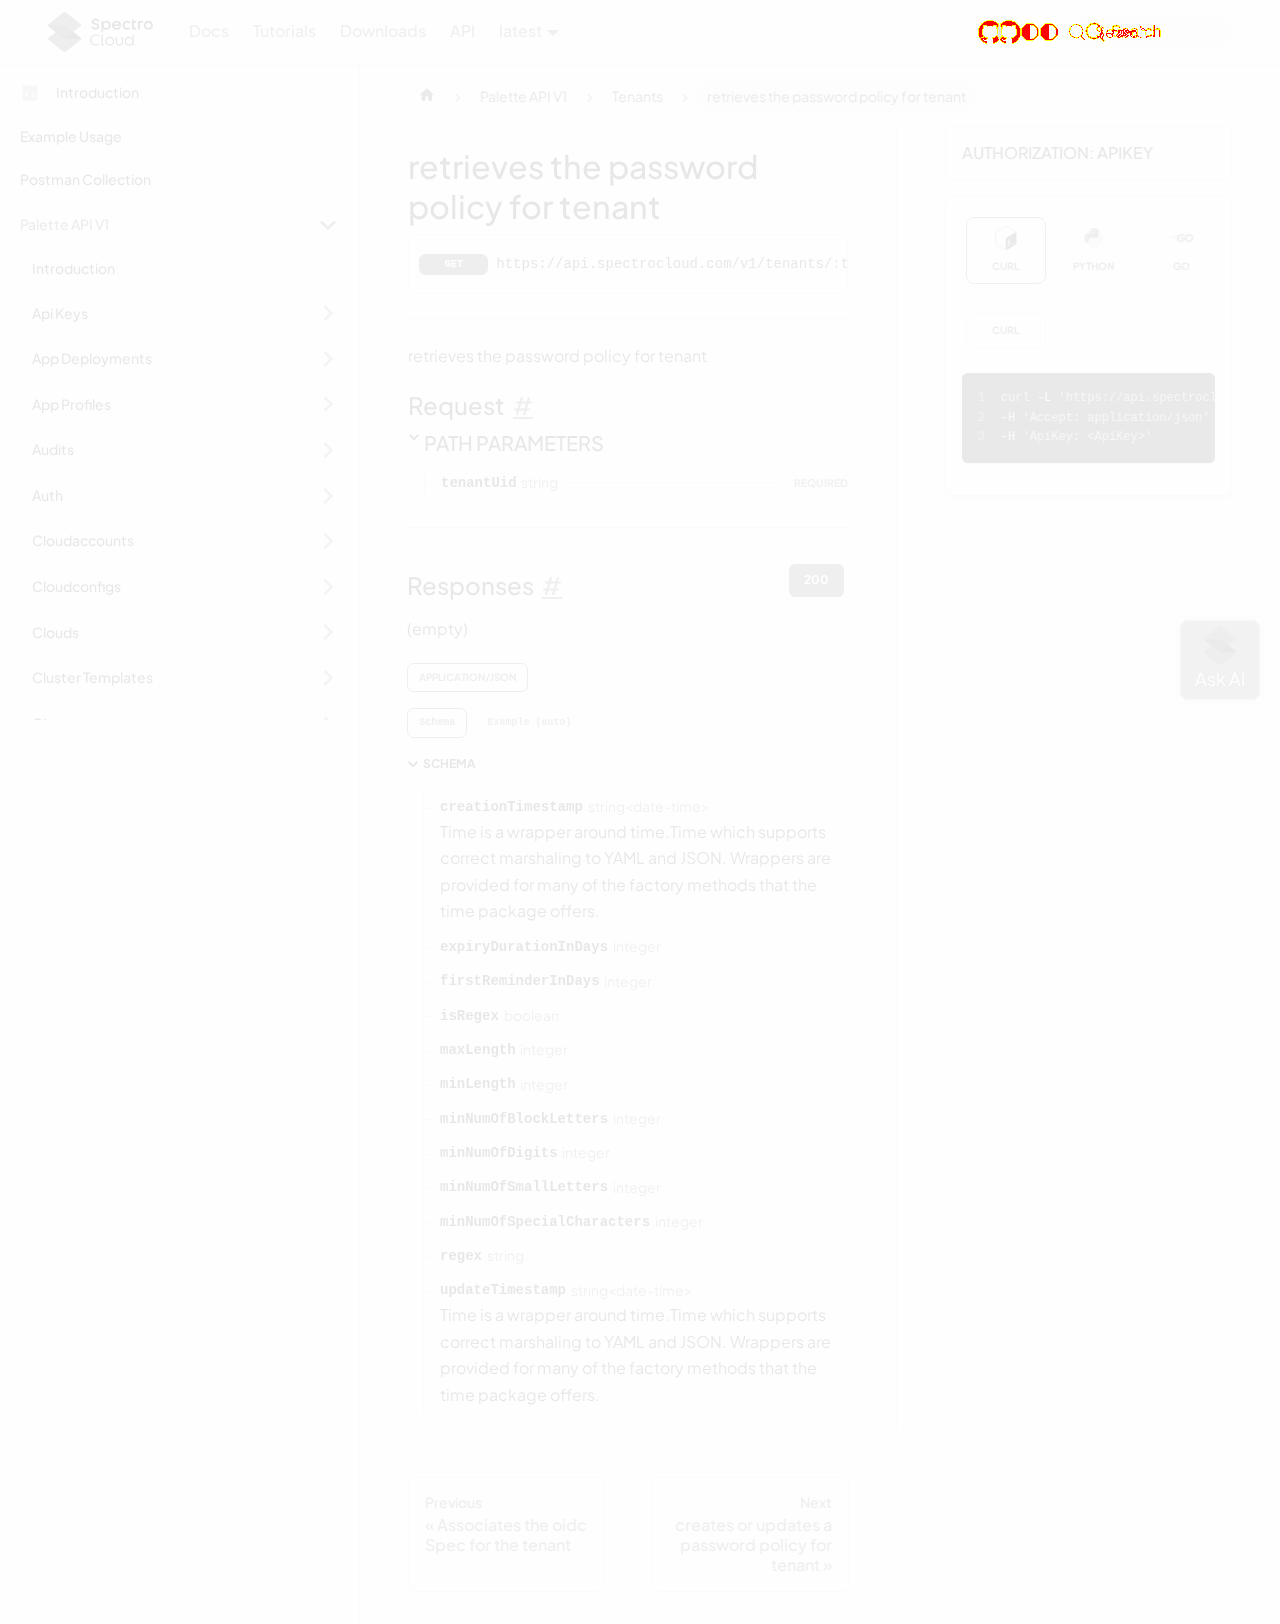 Spectro
Cloud
Docs
Tutorials
Downloads
API
latest
Search
Introduction
Example Usage
Postman Collection
Palette API V1
Introduction
Api Keys
App Deployments
App Profiles
Audits
Auth
Cloudaccounts
Cloudconfigs
Clouds
Cluster Templates
Palette API V1
Tenants
retrieves the password policy for tenant
retrieves the password
policy for tenant
GET https://api.spectrocloud.com/v1/tenants/:t
retrieves the password policy for tenant
Request #
PATH PARAMETERS
tenantUid string REQUIRED
Responses #
200
(empty)
APPLICATION/JSON
Schema
Example (auto)
SCHEMA
creationTimestamp string<date-time>
Time is a wrapper around time.Time which supports
correct marshaling to YAML and JSON. Wrappers are
provided for many of the factory methods that the
time package offers.
expiryDurationInDays integer
firstReminderInDays integer
isRegex boolean
maxLength integer
minLength integer
minNumOfBlockLetters integer
minNumOfDigits integer
minNumOfSmallLetters integer
minNumOfSpecialCharacters integer
regex string
updateTimestamp string<date-time>
Time is a wrapper around time.Time which supports
correct marshaling to YAML and JSON. Wrappers are
provided for many of the factory methods that the
time package offers.
Previous
« Associates the oidc
Spec for the tenant
Next
creates or updates a
password policy for
tenant »
AUTHORIZATION: APIKEY
CURL
PYTHON
GO
GO
CURL
1 curl -L 'https://api.spectrocl
2 -H 'Accept: application/json'
3 -H 'ApiKey: <ApiKey>'
Ask AI